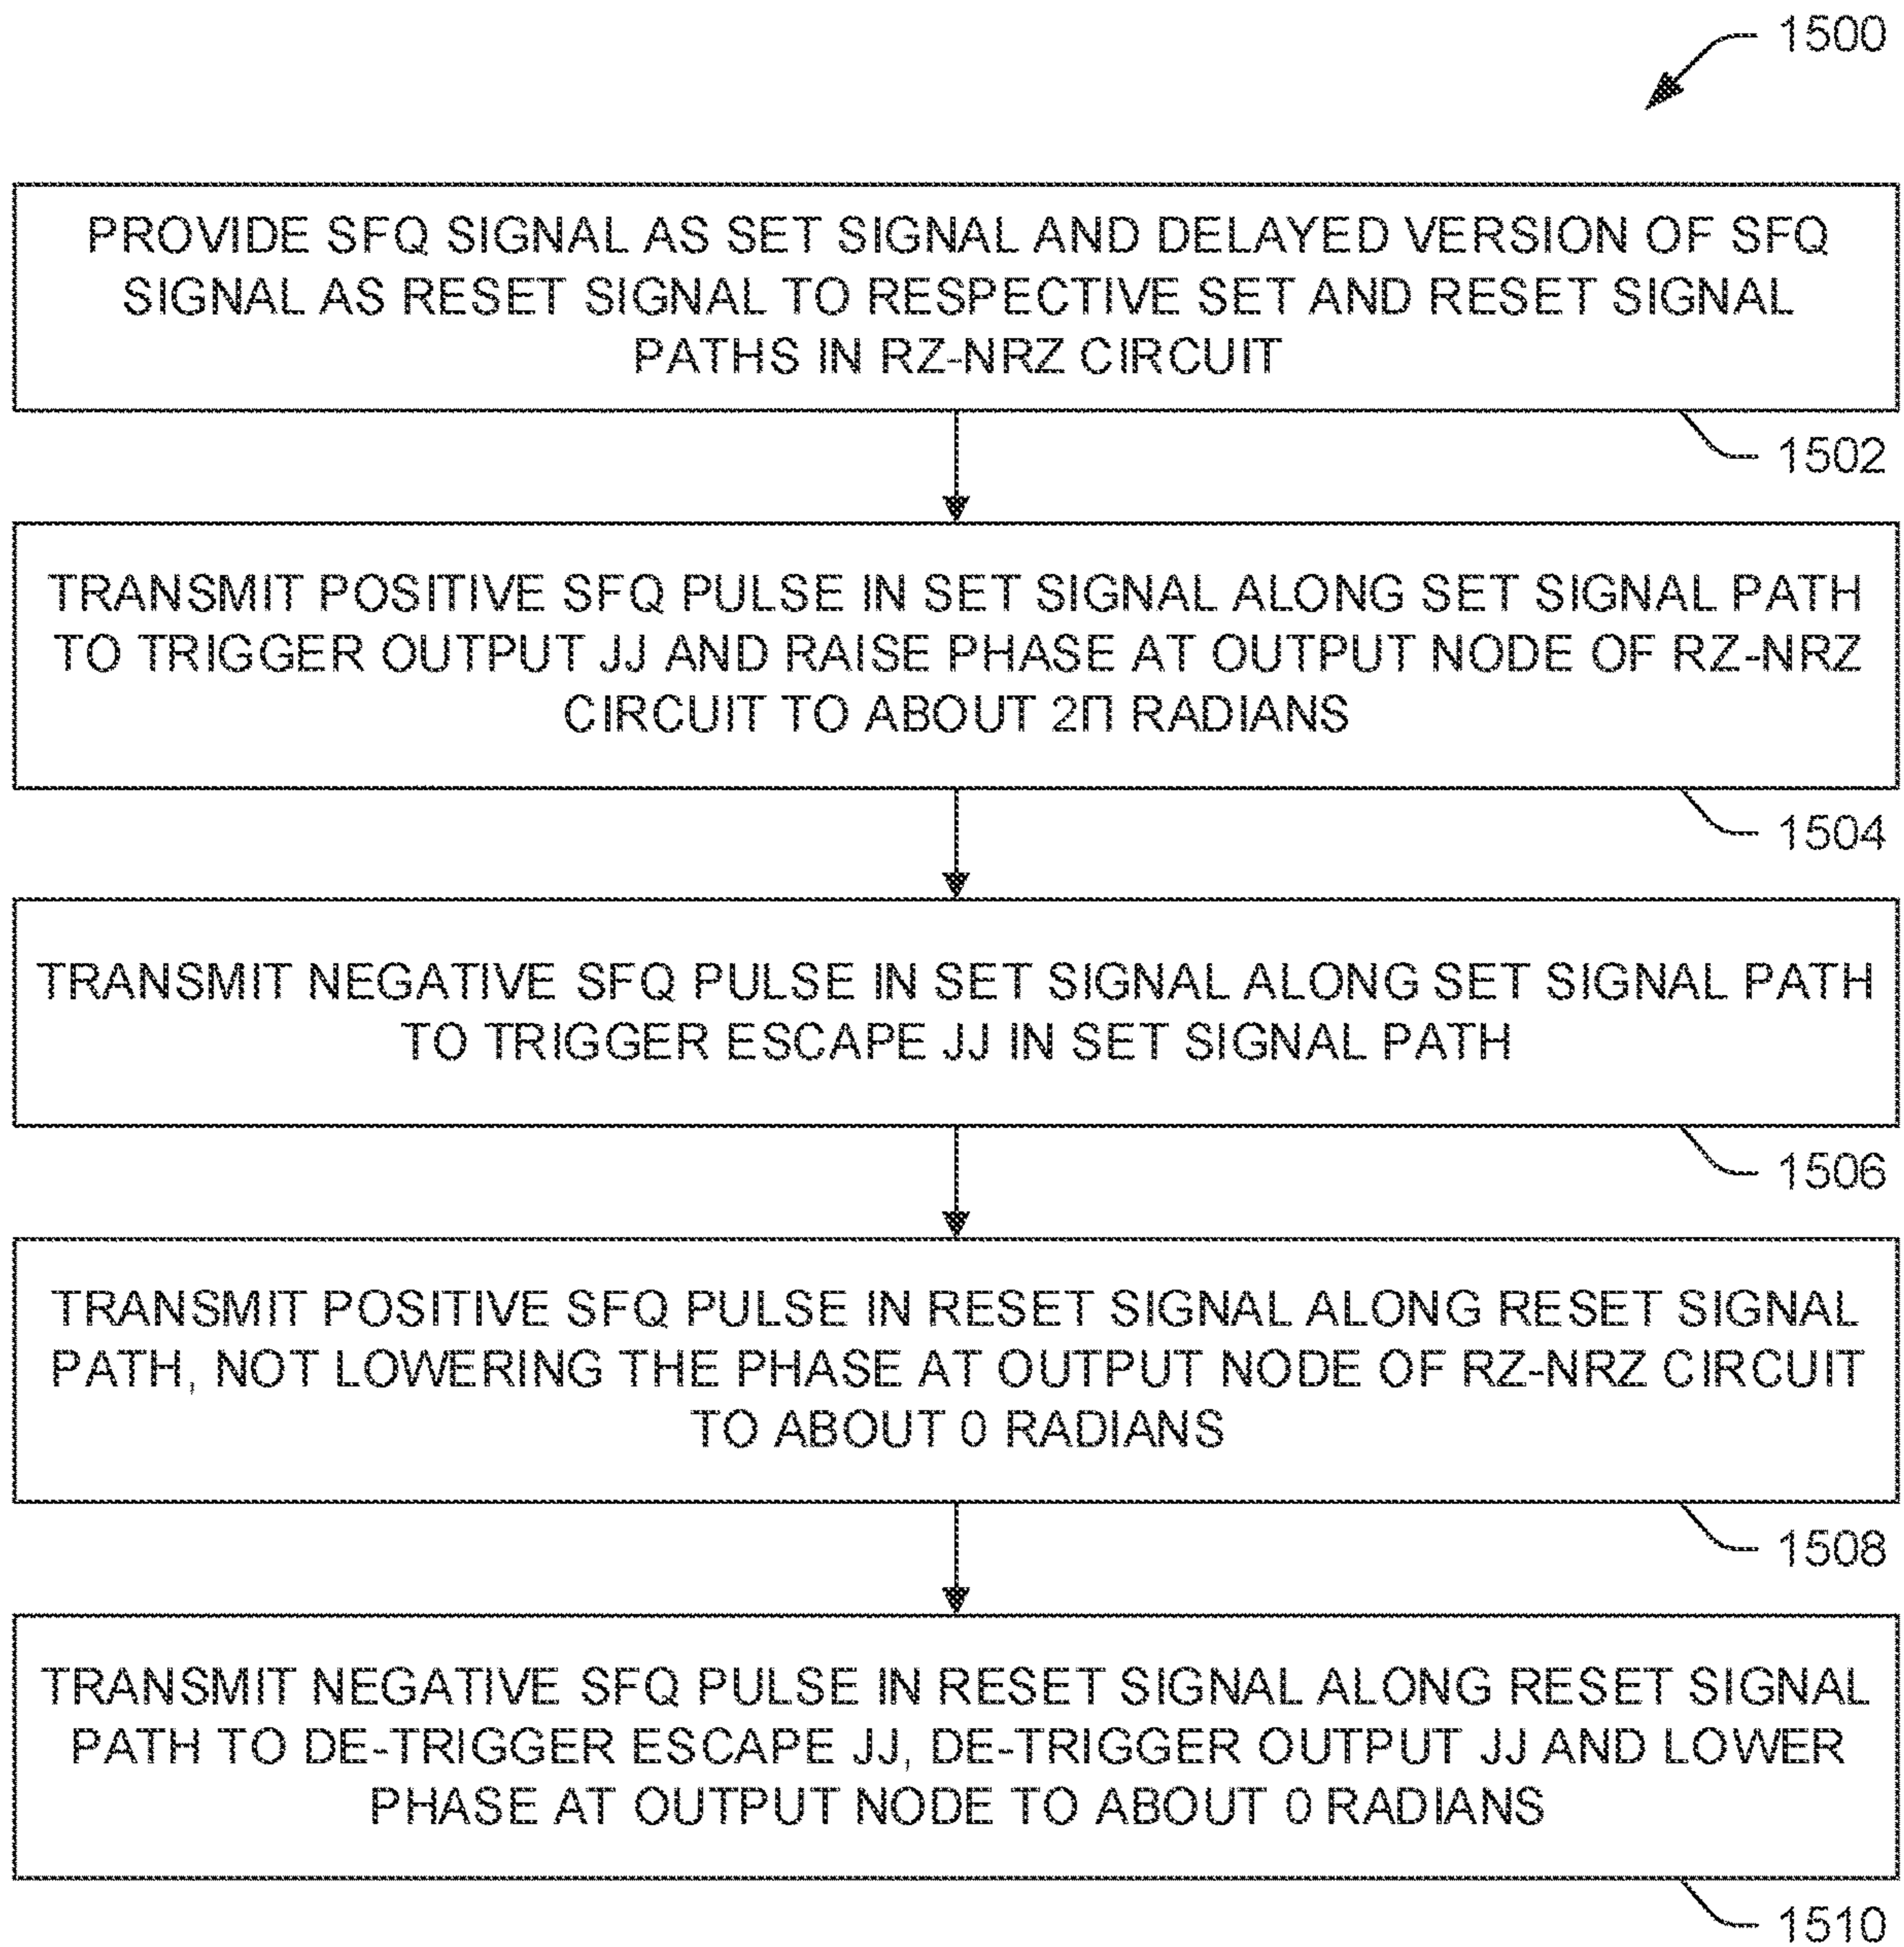 1500
PROVIDE SFQ SIGNAL AS SET SIGNAL AND DELAYED VERSION OF SFQ
SIGNAL AS RESET SIGNAL TO RESPECTIVE SET AND RESET SIGNAL
PATHS IN RZ-NRZ CIRCUIT
1502
TRANSMIT POSITIVE SFQ PULSE IN SET SIGNAL ALONG SET SIGNAL PATH
TO TRIGGER OUTPUT JJ AND RAISE PHASE AT OUTPUT NODE OF RZ-NRZ
CIRCUIT TO ABOUT 2Π RADIANS
1504
TRANSMIT NEGATIVE SFQ PULSE IN SET SIGNAL ALONG SET SIGNAL PATH
TO TRIGGER ESCAPE JJ IN SET SIGNAL PATH
1506
TRANSMIT POSITIVE SFQ PULSE IN RESET SIGNAL ALONG RESET SIGNAL
PATH, NOT LOWERING THE PHASE AT OUTPUT NODE OF RZ-NRZ CIRCUIT
TO ABOUT 0 RADIANS
1508
TRANSMIT NEGATIVE SFQ PULSE IN RESET SIGNAL ALONG RESET SIGNAL
PATH TO DE-TRIGGER ESCAPE JJ, DE-TRIGGER OUTPUT JJ AND LOWER
PHASE AT OUTPUT NODE TO ABOUT 0 RADIANS
1510